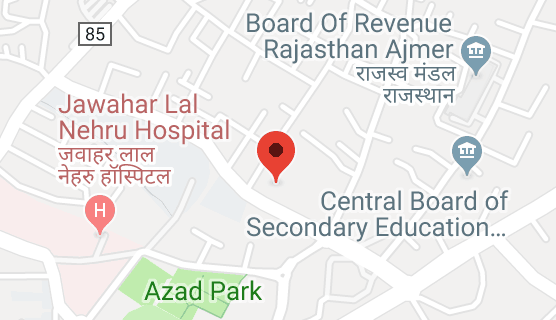 85
Board Of Revenue
Rajasthan Ajmer
राजस्व मंडल
राजस्थान
Jawahar Lal
Nehru Hospital
जवाहर लाल
नेहरु हॉस्पिटल
H
Central Board of
Secondary Education...
Azad Park